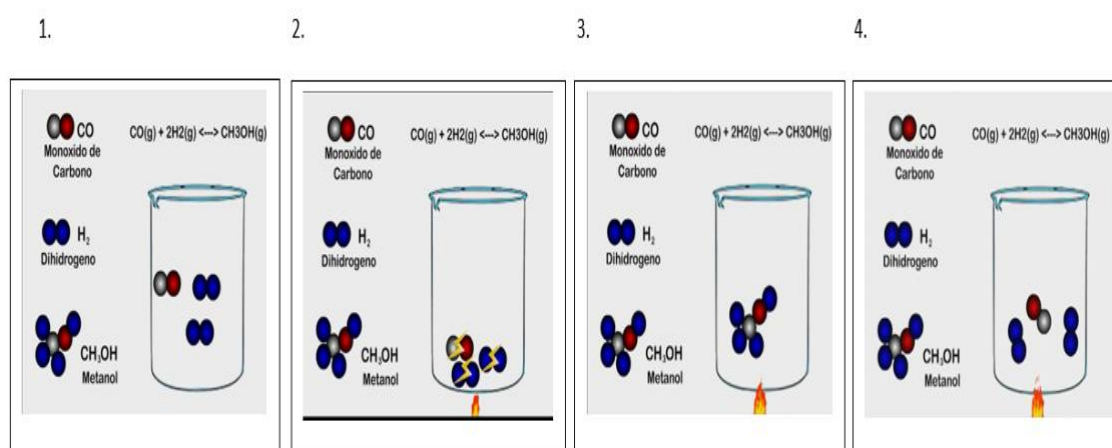 1.
2.
3.
4.
CO
CO(g) + 2H2(g) <---> CH3OH(g)
Monoxido de
Carbono
H₂
Dihidrogeno
CH₃OH
Metanol
CO
CO(g) + 2H2(g) <---> CH3OH(g)
Monoxido de
Carbono
H₂
Dihidrogeno
CH₃OH
Metanol
CO
CO(g) + 2H2(g) <---> CH3OH(g)
Monoxido de
Carbono
H₂
Dihidrogeno
CH₃OH
Metanol
CO
CO(g) + 2H2(g) <---> CH3OH(g)
Monoxido de
Carbono
H₂
Dihidrogeno
CH₃OH
Metanol